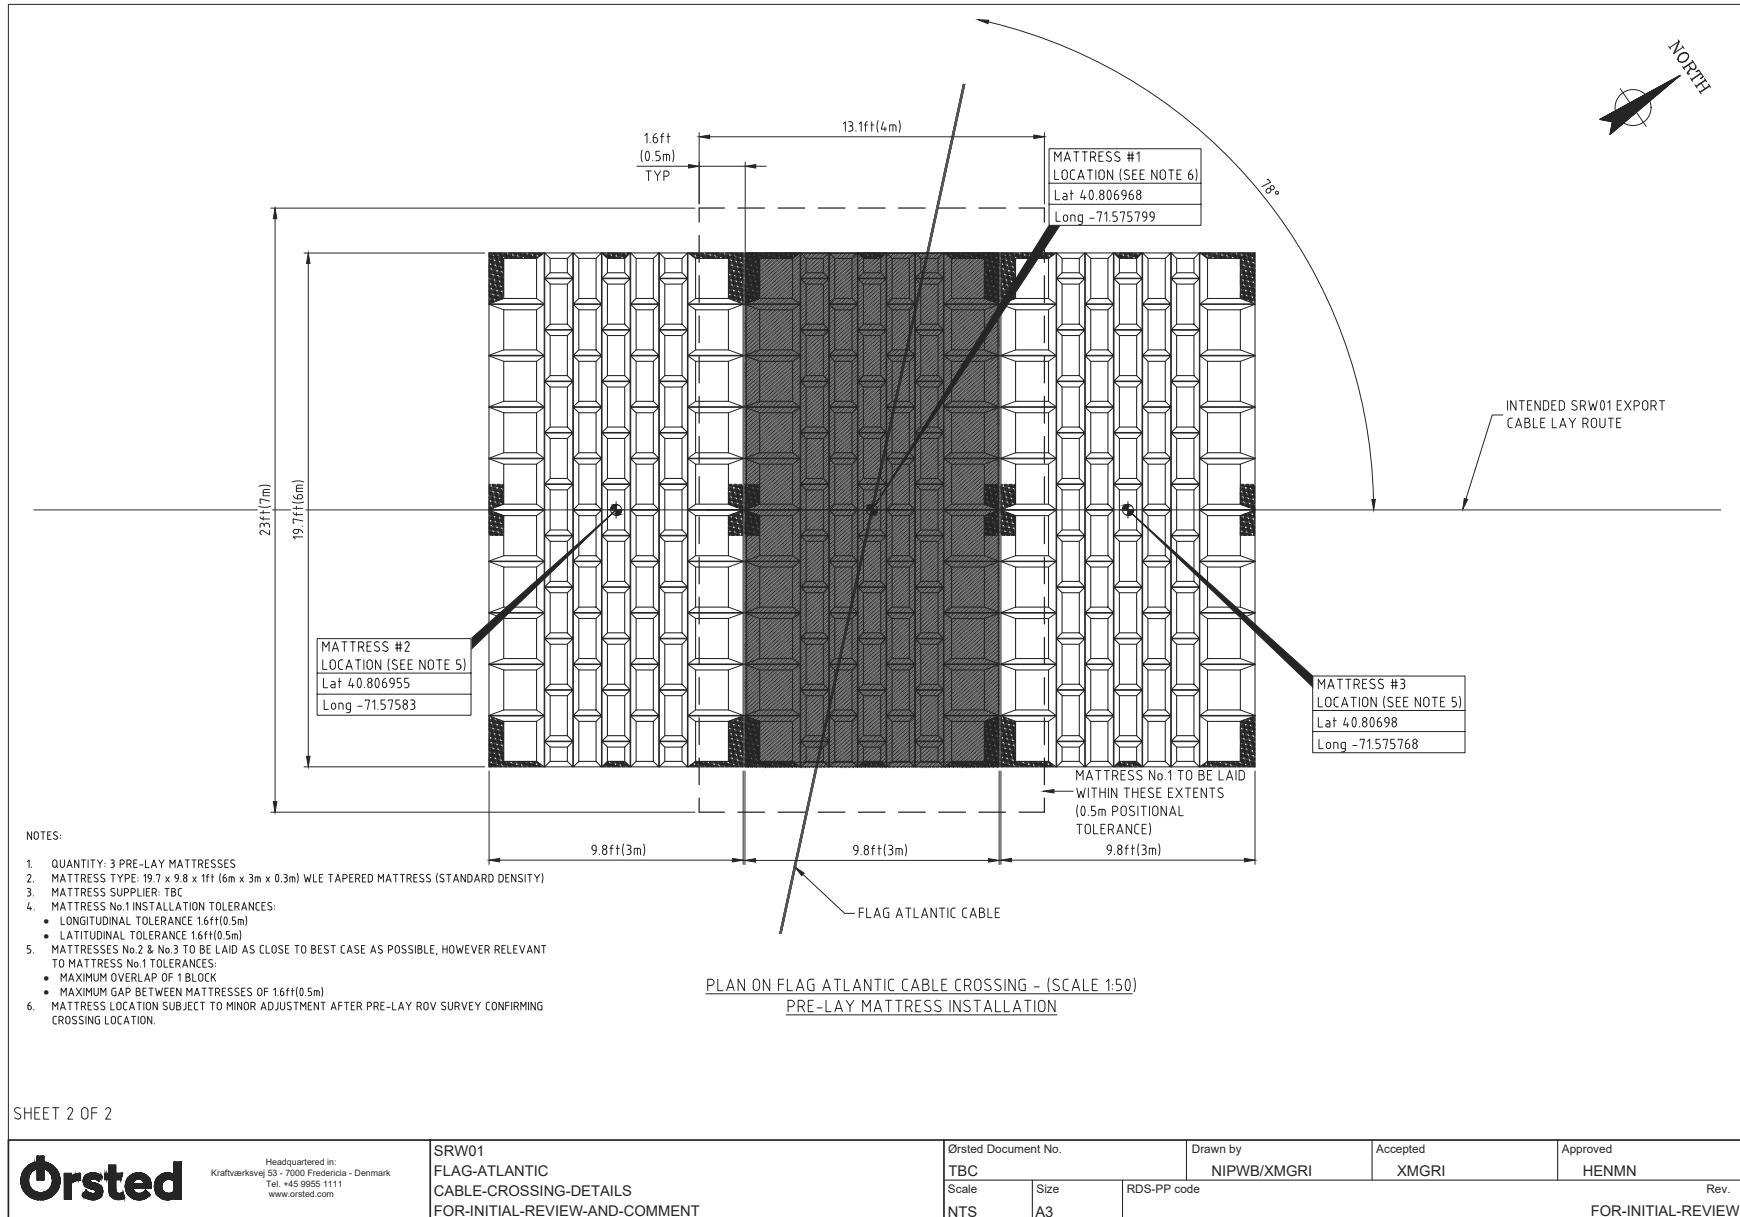 NORTH
13.1ft(4m)
1.6ft
(0.5m)
TYP
MATTRESS #1
LOCATION (SEE NOTE 6)
Lat 40.806968
Long -71.575799
78°
INTENDED SRW01 EXPORT
CABLE LAY ROUTE
23ft(7m)
19.7ft(6m)
MATTRESS #2
LOCATION (SEE NOTE 5)
Lat 40.806955
Long -71.57583
MATTRESS #3
LOCATION (SEE NOTE 5)
Lat 40.80698
Long -71.575768
MATTRESS No.1 TO BE LAID
WITHIN THESE EXTENTS
(0.5m POSITIONAL
TOLERANCE)
9.8ft(3m)
9.8ft(3m)
9.8ft(3m)
FLAG ATLANTIC CABLE
NOTES:
1. QUANTITY: 3 PRE-LAY MATTRESSES
2. MATTRESS TYPE: 19.7 x 9.8 x 1ft (6m x 3m x 0.3m) WLE TAPERED MATTRESS (STANDARD DENSITY)
3. MATTRESS SUPPLIER: TBC
4. MATTRESS No.1 INSTALLATION TOLERANCES:
• LONGITUDINAL TOLERANCE 1.6ft(0.5m)
• LATITUDINAL TOLERANCE 1.6ft(0.5m)
5. MATTRESSES No.2 & No.3 TO BE LAID AS CLOSE TO BEST CASE AS POSSIBLE, HOWEVER RELEVANT
TO MATTRESS No.1 TOLERANCES:
• MAXIMUM OVERLAP OF 1 BLOCK
• MAXIMUM GAP BETWEEN MATTRESSES OF 1.6ft(0.5m)
6. MATTRESS LOCATION SUBJECT TO MINOR ADJUSTMENT AFTER PRE-LAY ROV SURVEY CONFIRMING
CROSSING LOCATION.
PLAN ON FLAG ATLANTIC CABLE CROSSING - (SCALE 1:50)
PRE-LAY MATTRESS INSTALLATION
SHEET 2 OF 2
Ørsted
Headquartered in:
Kraftværksvej 53 - 7000 Fredericia - Denmark
Tel. +45 9955 1111
www.orsted.com
SRW01
FLAG-ATLANTIC
CABLE-CROSSING-DETAILS
FOR-INITIAL-REVIEW-AND-COMMENT
Ørsted Document No.
TBC
Drawn by
NIPWB/XMGRI
Accepted
XMGRI
Approved
HENMN
Scale
NTS
Size
A3
RDS-PP code
Rev.
FOR-INITIAL-REVIEW